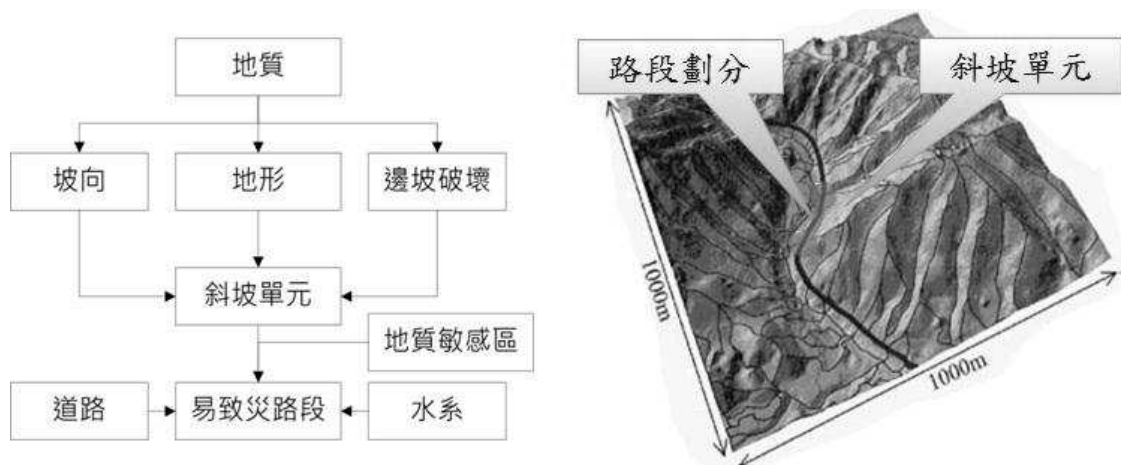 地質
坡向
地形
邊坡破壞
斜坡單元
地質敏感區
道路
易致災路段
水系
路段劃分
斜坡單元
1000m
1000m